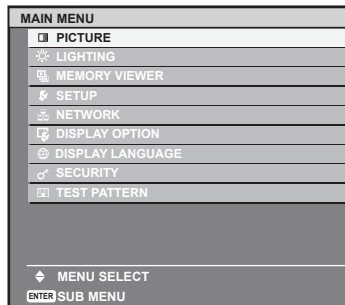 MAIN MENU
PICTURE
LIGHTING
MEMORY VIEWER
SETUP
NETWORK
DISPLAY OPTION
DISPLAY LANGUAGE
SECURITY
TEST PATTERN
MENU SELECT
ENTER SUB MENU